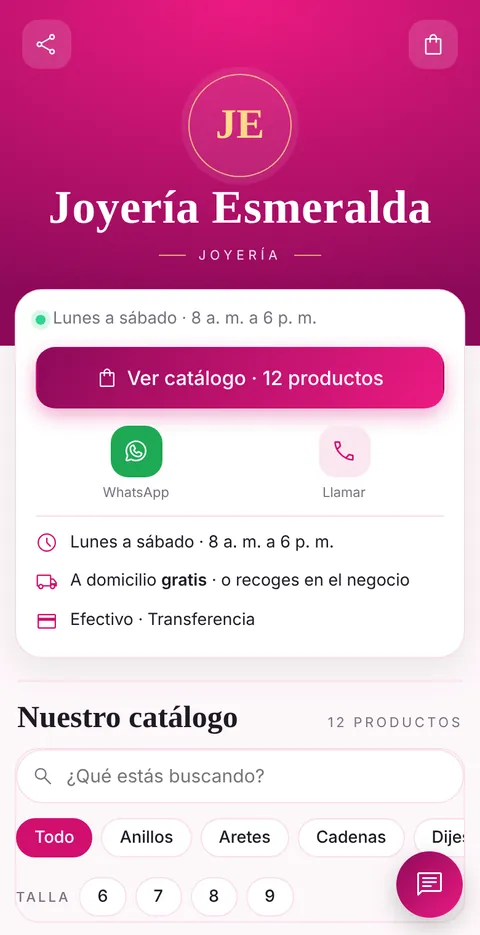 JE
Joyería Esmeralda
JOYERÍA
Lunes a sábado · 8 a. m. a 6 p. m.
Ver catálogo · 12 productos
WhatsApp
Llamar
Lunes a sábado · 8 a. m. a 6 p. m.
A domicilio gratis · o recoges en el negocio
Efectivo · Transferencia
Nuestro catálogo
12 PRODUCTOS
¿Qué estás buscando?
Todo Anillos Aretes Cadenas Dijes
TALLA 6 7 8 9